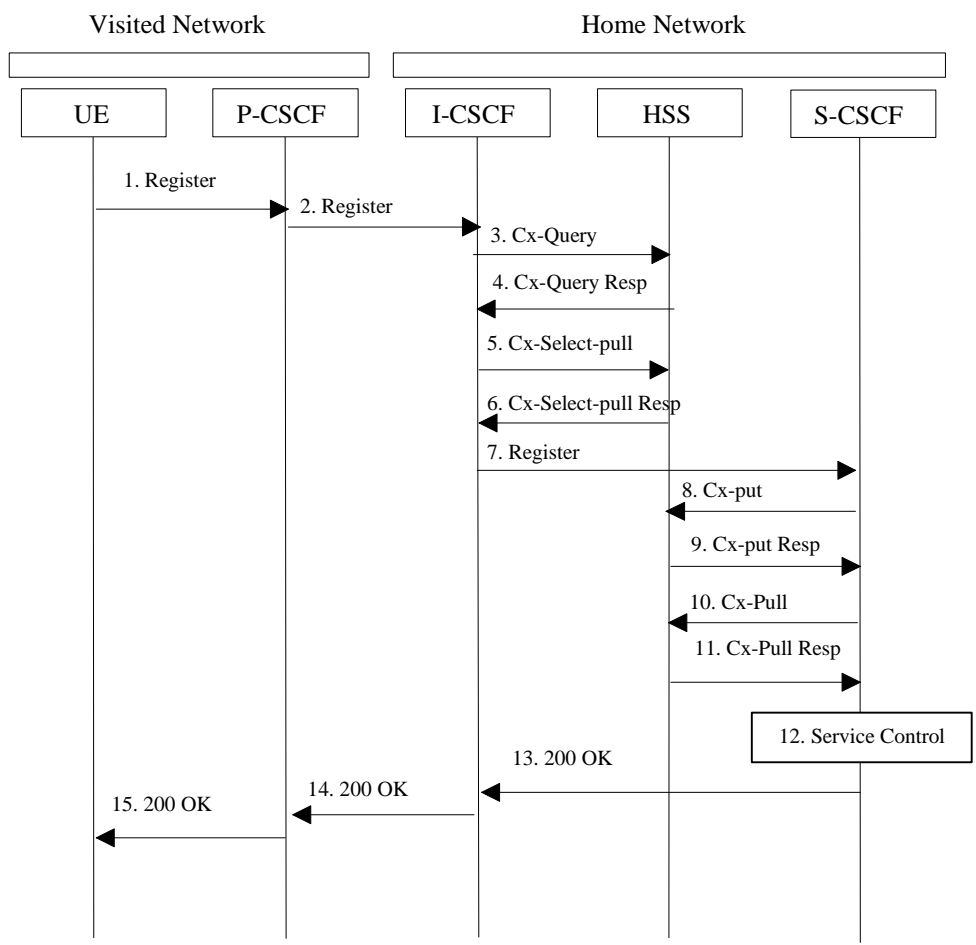 Visited Network
Home Network
UE
P-CSCF
I-CSCF
HSS
S-CSCF
1. Register
2. Register
3. Cx-Query
4. Cx-Query Resp
5. Cx-Select-pull
6. Cx-Select-pull Resp
7. Register
8. Cx-put
9. Cx-put Resp
10. Cx-Pull
11. Cx-Pull Resp
12. Service Control
13. 200 OK
14. 200 OK
15. 200 OK